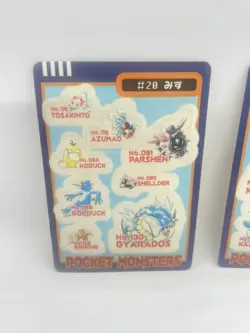 #20 みず
No.118
TOSAKINTO
No.119
AZUMAO
No.091
PARSHEN
No.054
KODUCK
No.090
SHELLDER
No.055
GOLDUCK
No.130
GYARADOS
POCKET MONSTERS